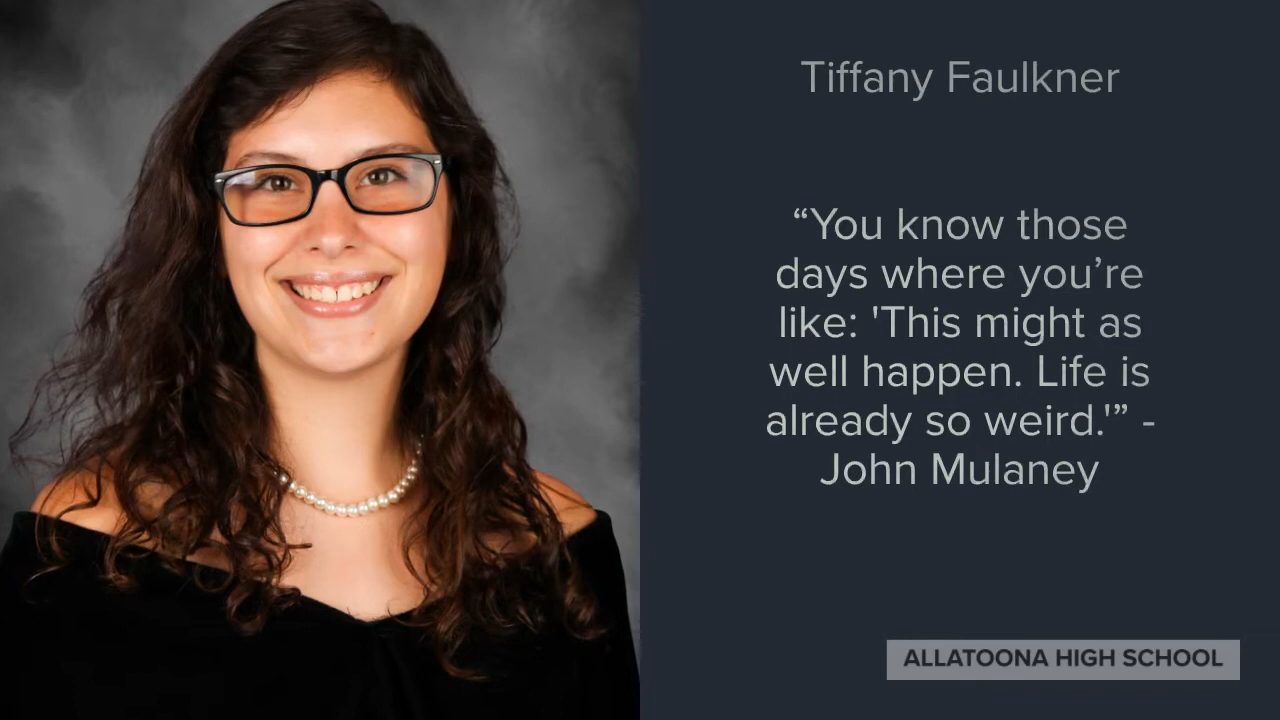 Tiffany Faulkner
“You know those
days where you’re
like: 'This might as
well happen. Life is
already so weird.'” -
John Mulaney
ALLATOONA HIGH SCHOOL